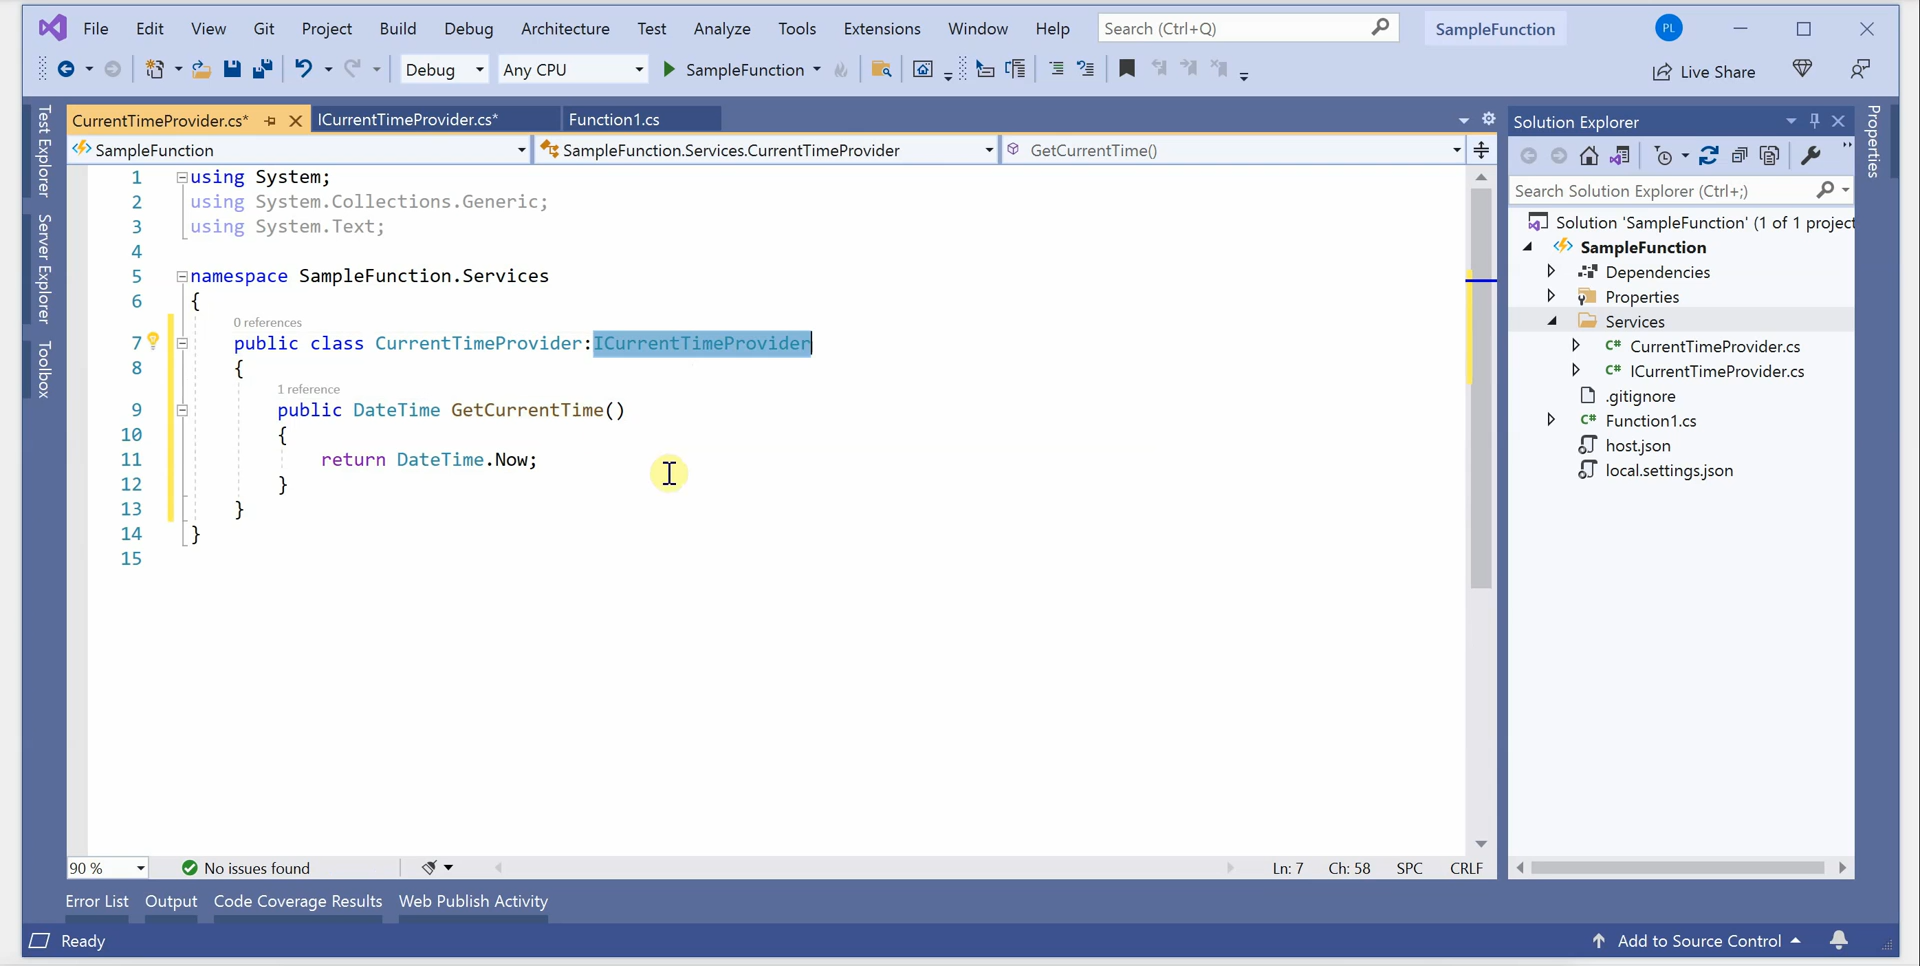 File Edit View Git Project Build Debug Architecture Test Analyze Tools Extensions Window Help Search (Ctrl+Q) SampleFunction PL
Debug Any CPU SampleFunction Live Share
Test Explorer
Server Explorer
Toolbox
CurrentTimeProvider.cs* ICurrentTimeProvider.cs* Function1.cs
SampleFunction SampleFunction.Services.CurrentTimeProvider GetCurrentTime()
1 using System;
2 using System.Collections.Generic;
3 using System.Text;
4
5 namespace SampleFunction.Services
6 {
0 references
7 public class CurrentTimeProvider:ICurrentTimeProvider
8 {
1 reference
9 public DateTime GetCurrentTime()
10 {
11 return DateTime.Now;
12 }
13 }
14 }
15
90 % No issues found Ln: 7 Ch: 58 SPC CRLF
Solution Explorer
Search Solution Explorer (Ctrl+;)
Solution 'SampleFunction' (1 of 1 project
SampleFunction
Dependencies
Properties
Services
C# CurrentTimeProvider.cs
C# ICurrentTimeProvider.cs
.gitignore
C# Function1.cs
host.json
local.settings.json
Properties
Error List Output Code Coverage Results Web Publish Activity
Ready Add to Source Control